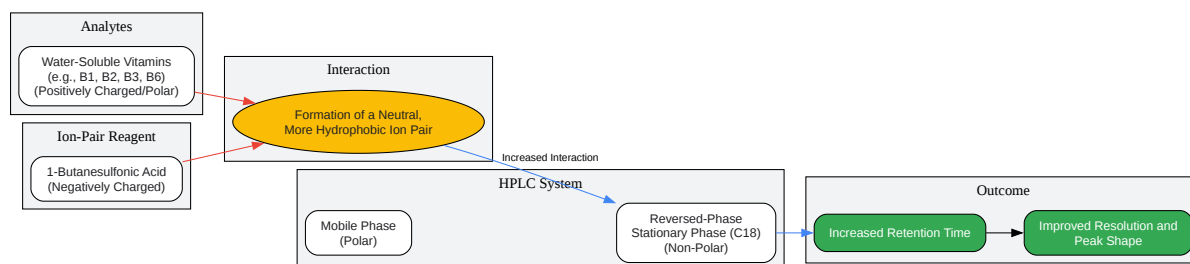 Analytes
Water-Soluble Vitamins
(e.g., B1, B2, B3, B6)
(Positively Charged/Polar)
Ion-Pair Reagent
1-Butanesulfonic Acid
(Negatively Charged)
Interaction
Formation of a Neutral,
More Hydrophobic Ion Pair
Increased Interaction
HPLC System
Mobile Phase
(Polar)
Reversed-Phase
Stationary Phase (C18)
(Non-Polar)
Outcome
Increased Retention Time
Improved Resolution and
Peak Shape